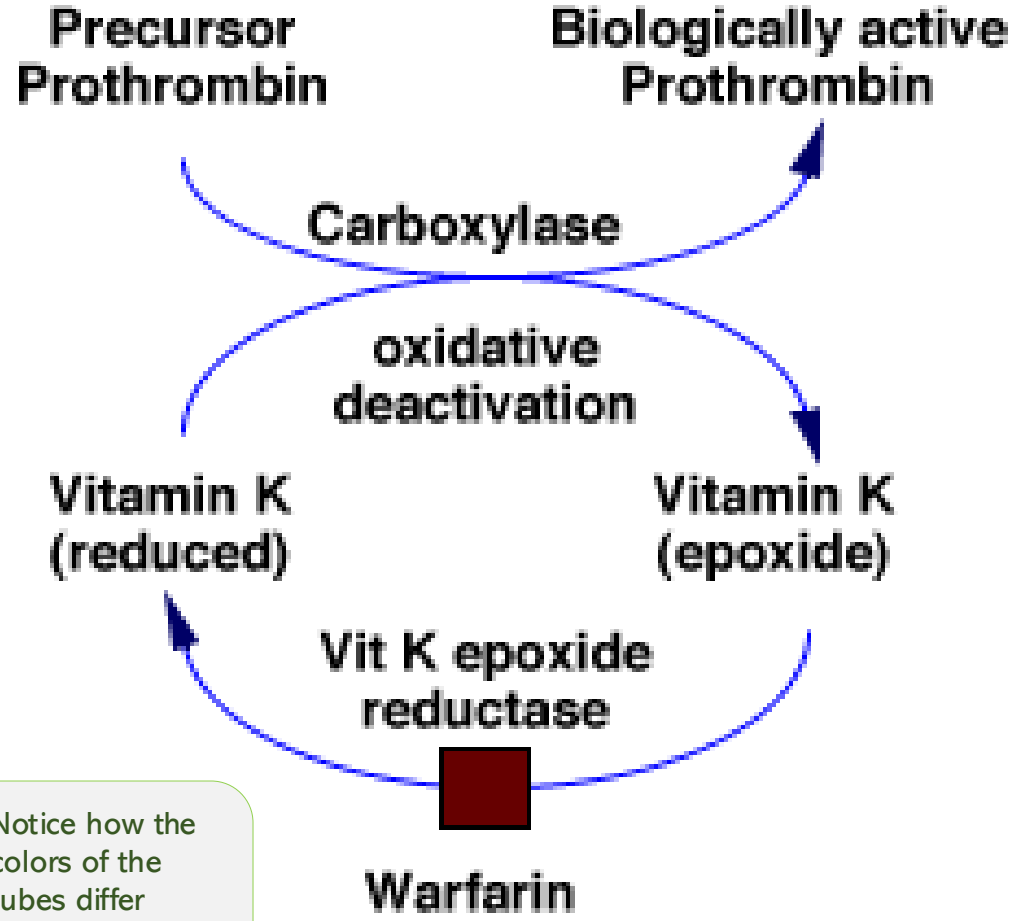 Precursor
Prothrombin
Biologically active
Prothrombin
Carboxylase
oxidative
deactivation
Vitamin K
(reduced)
Vitamin K
(epoxide)
Vit K epoxide
reductase
Notice how the
colors of the
tubes differ
Warfarin